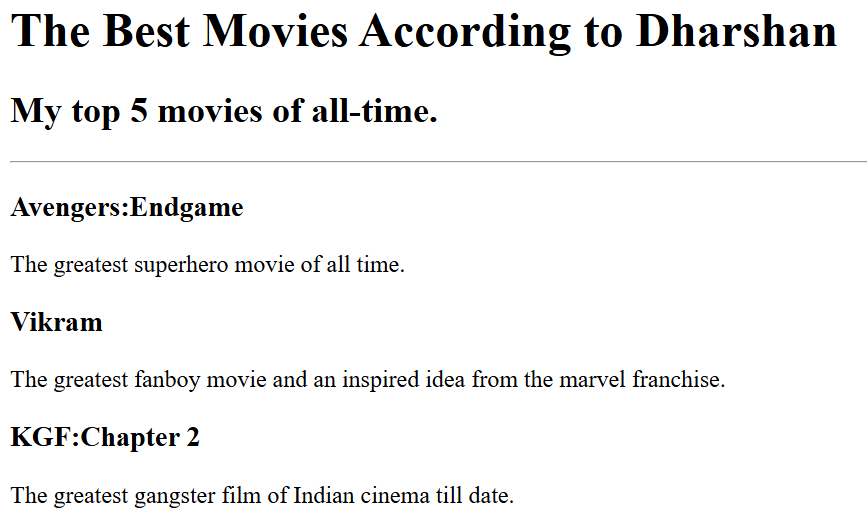 The Best Movies According to Dharshan
My top 5 movies of all-time.
Avengers:Endgame
The greatest superhero movie of all time.
Vikram
The greatest fanboy movie and an inspired idea from the marvel franchise.
KGF:Chapter 2
The greatest gangster film of Indian cinema till date.